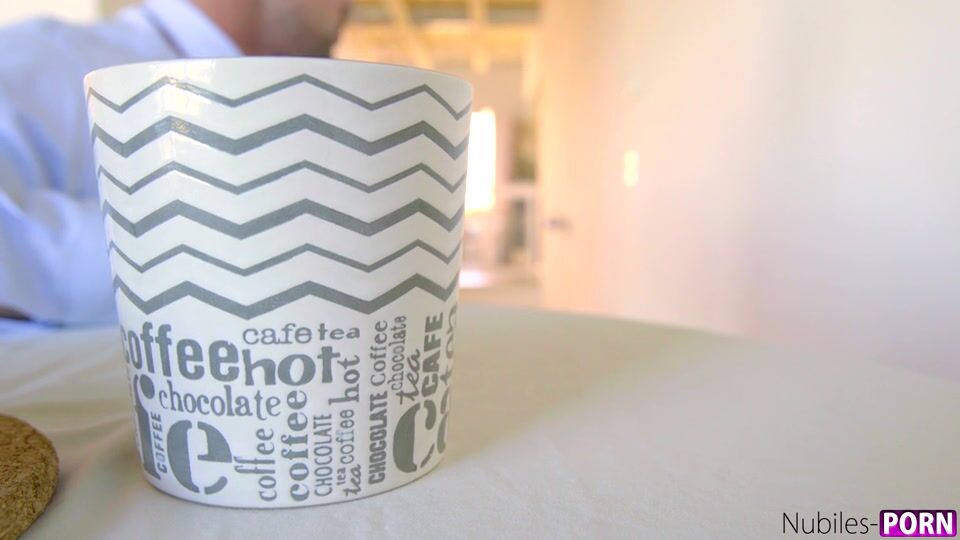 coffee
cafe tea
hot
chocolate
COFFEE
coffee
coffee
CHOCOLATE
tea
tea
coffee
hot
CHOCOLATE
Coffee
chocolate
tea
CAFE
Nubiles-PORN